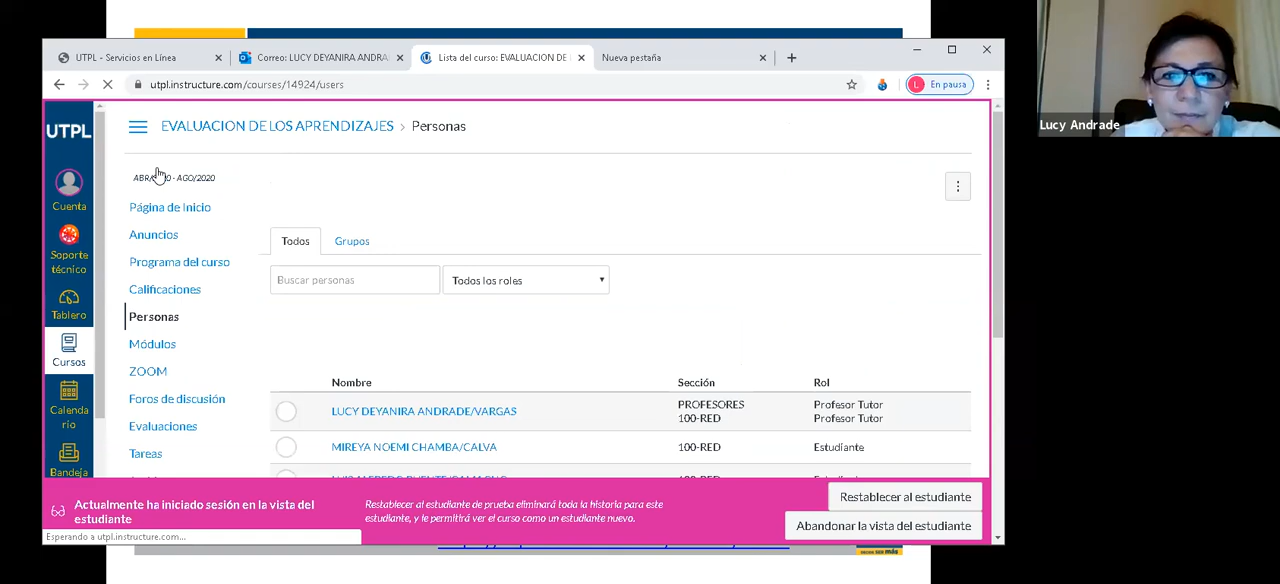 UTPL - Servicios en Línea
Correo: LUCY DEYANIRA ANDRA
Lista del curso: EVALUACION DE
Nueva pestaña
utpl.instructure.com/courses/14924/users
L
En pausa
UTPL
EVALUACION DE LOS APRENDIZAJES > Personas
Cuenta
Soporte
técnico
Tablero
Cursos
Calenda
rio
Bandeja
- AGO/2020
Página de Inicio
Anuncios
Programa del curso
Calificaciones
Personas
Módulos
ZOOM
Foros de discusión
Evaluaciones
Tareas
Todos
Grupos
Buscar personas
Todos los roles
Nombre Sección Rol
LUCY DEYANIRA ANDRADE/VARGAS PROFESORES Profesor Tutor
100-RED Profesor Tutor
MIREYA NOEMI CHAMBA/CALVA 100-RED Estudiante
Actualmente ha iniciado sesión en la vista del
estudiante
Restablecer al estudiante de prueba eliminará toda la historia para este
estudiante, y le permitirá ver el curso como un estudiante nuevo.
Restablecer al estudiante
Abandonar la vista del estudiante
Esperando a utpl.instructure.com...
Lucy Andrade